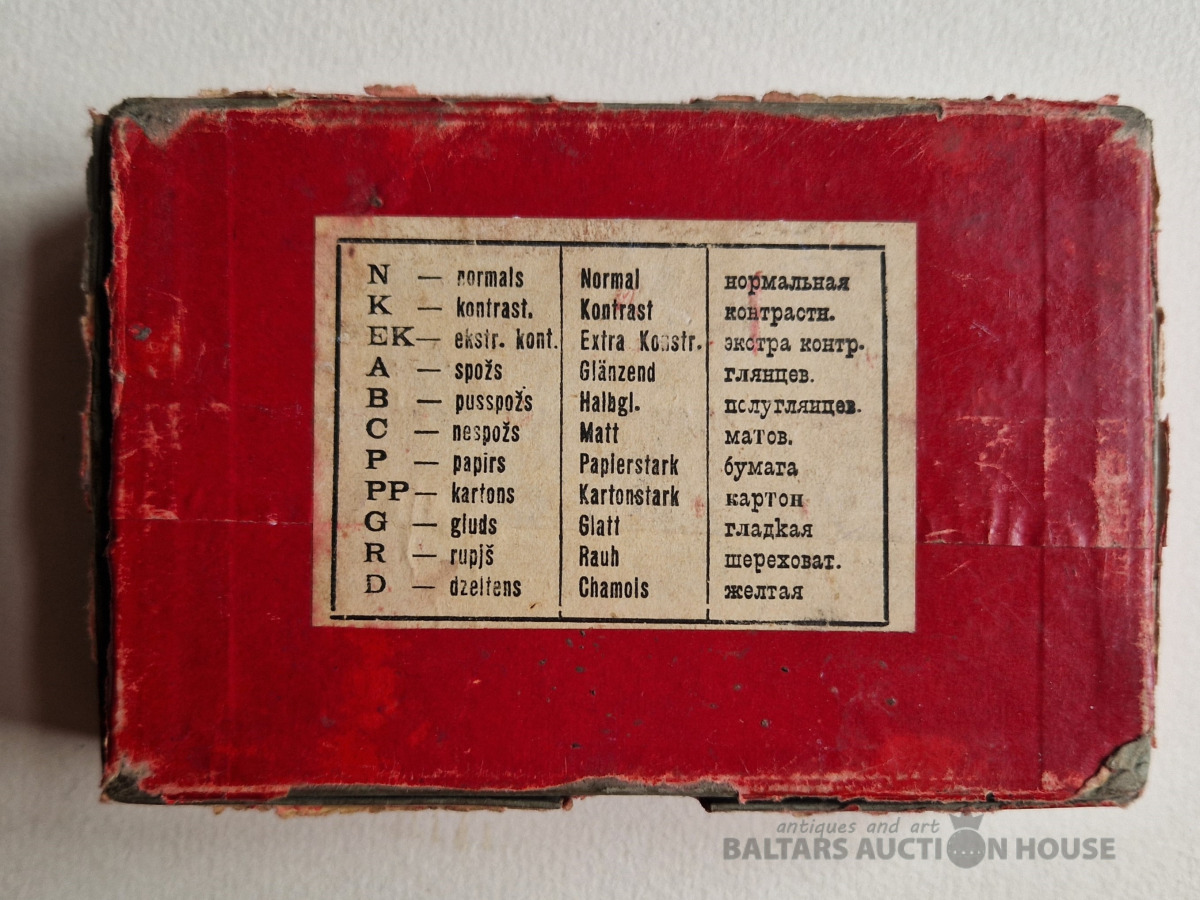 N — normals Normal нормальная
K — kontrast. Kontrast контрастн.
EK — ekstr. kont. Extra Konstr. экстра контр.
A — spožs Glänzend глянцев.
B — pusspožs Halbgl. полуглянцев.
C — nespožs Matt матов.
P — papirs Papierstark бумага
PP — kartons Kartonstark картон
G — gluds Glatt гладкая
R — rupjš Rauh шереховат.
D — dzeltens Chamois желтая
antiques and art
BALTARS AUCTION HOUSE